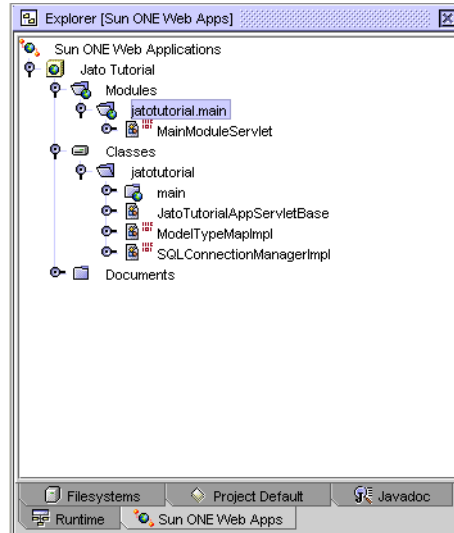 Explorer [Sun ONE Web Apps]
Sun ONE Web Applications
Jato Tutorial
Modules
jatotutorial.main
MainModuleServlet
Classes
jatotutorial
main
JatoTutorialAppServletBase
ModelTypeMapImpl
SQLConnectionManagerImpl
Documents
Filesystems Project Default Javadoc
Runtime Sun ONE Web Apps